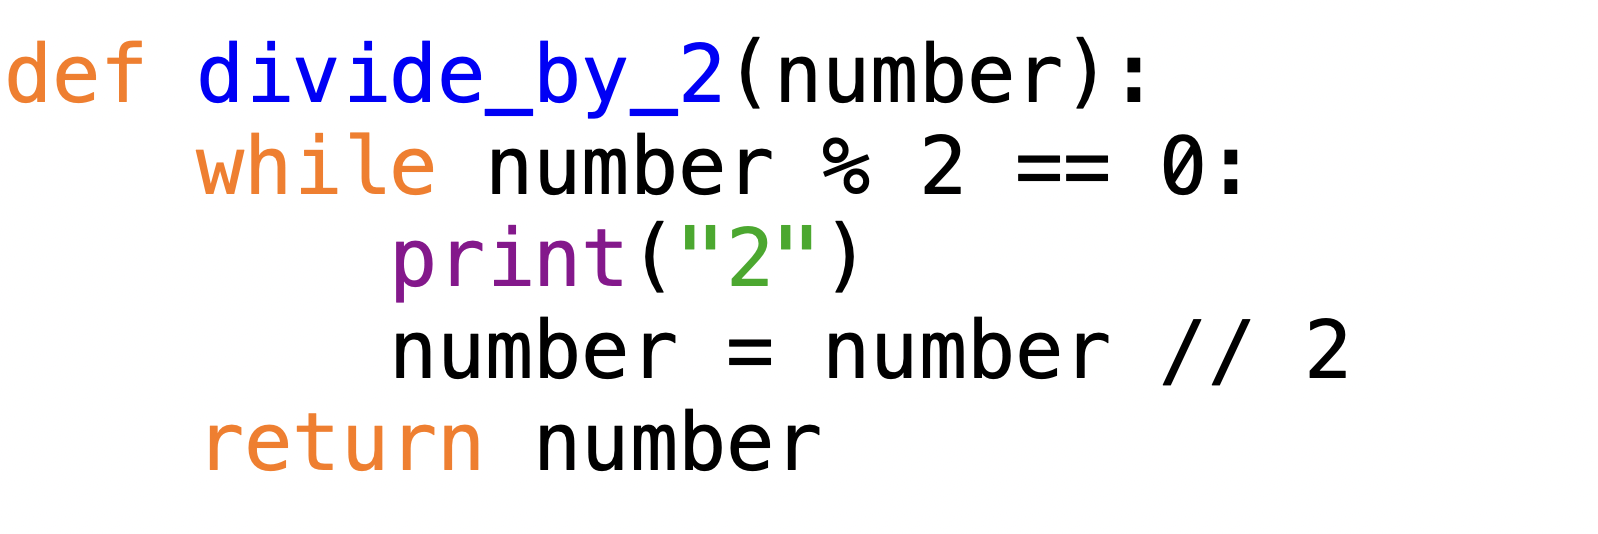 def divide_by_2(number):
    while number % 2 == 0:
        print("2")
        number = number // 2
    return number